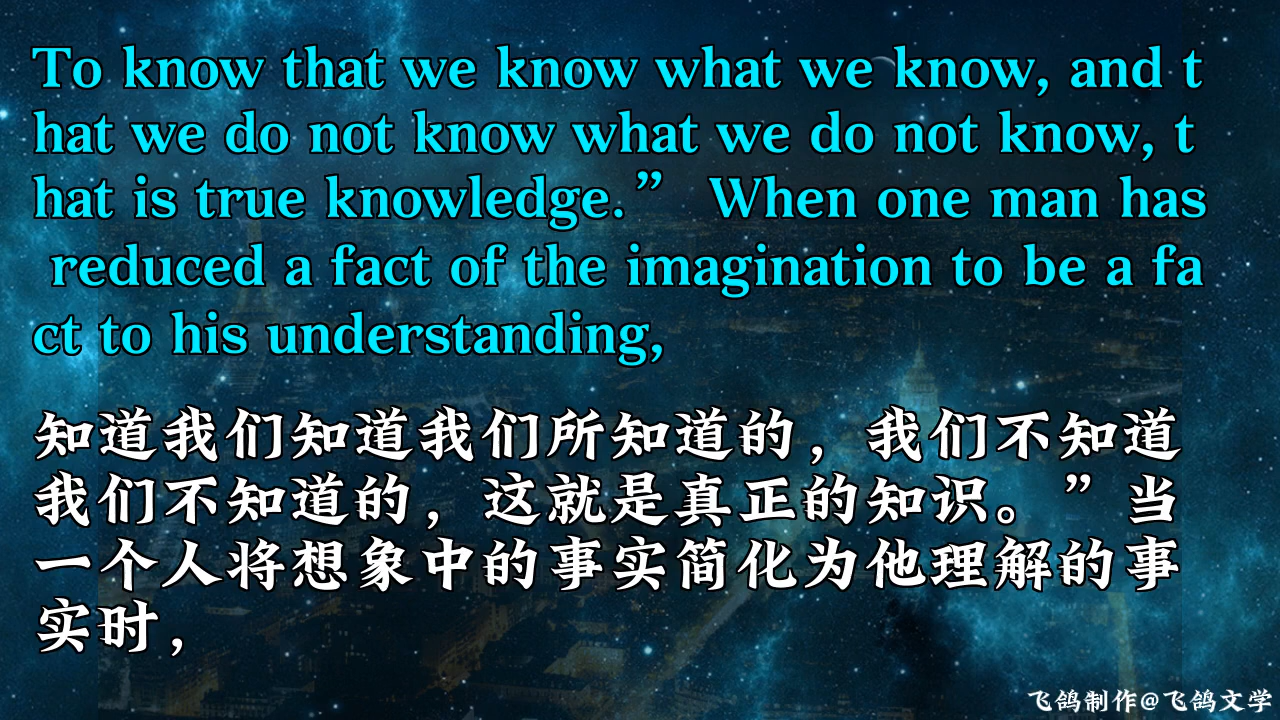 To know that we know what we know, and t
hat we do not know what we do not know, t
hat is true knowledge.” When one man has
reduced a fact of the imagination to be a fa
ct to his understanding,
知道我们知道我们所知道的，我们不知道
我们不知道的，这就是真正的知识。”当
一个人将想象中的事实简化为他理解的事
实时，
飞鸽制作@飞鸽文学